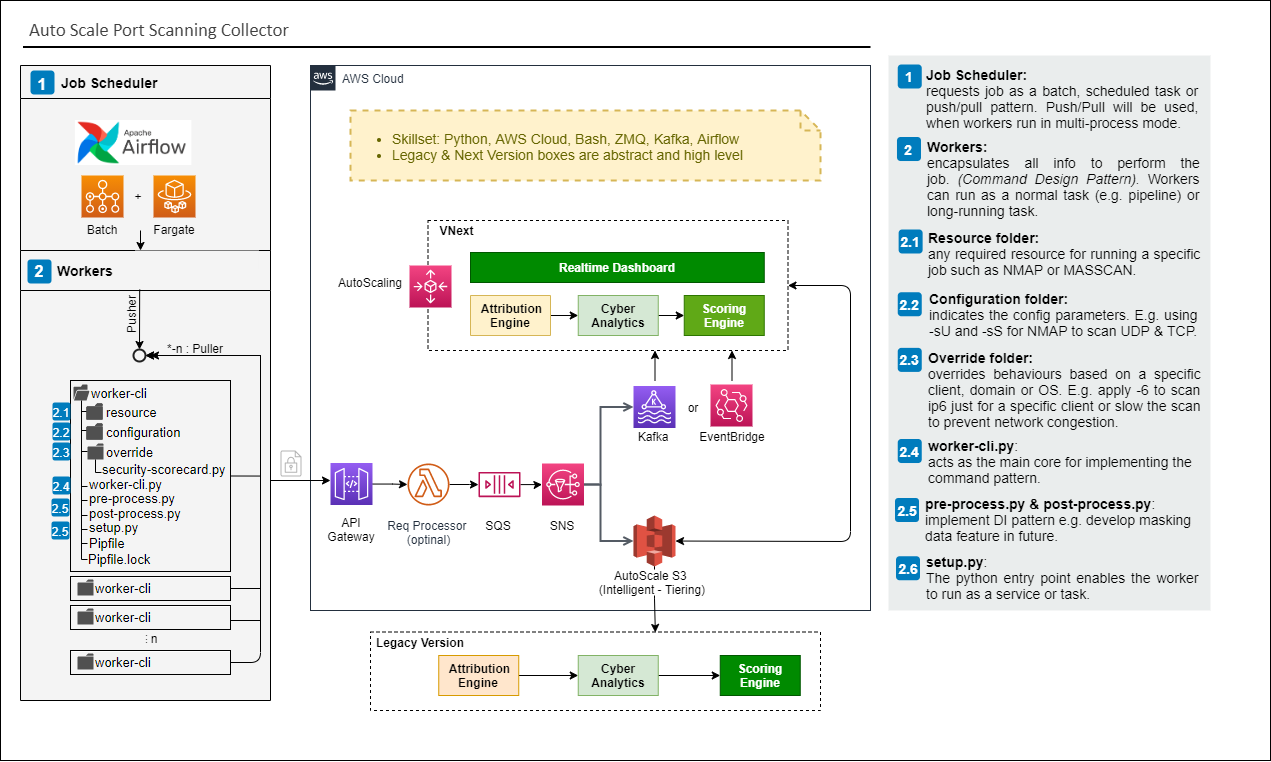 Auto Scale Port Scanning Collector
1 Job Scheduler
Apache
Airflow
+
Batch
Fargate
2 Workers
Pusher
*-n : Puller
worker-cli
2.1 resource
2.2 configuration
2.3 override
security-scorecard.py
2.4 worker-cli.py
pre-process.py
2.5 post-process.py
2.5 setup.py
Pipfile
Pipfile.lock
worker-cli
worker-cli
⋮ n
worker-cli
aws AWS Cloud
• Skillset: Python, AWS Cloud, Bash, ZMQ, Kafka, Airflow
• Legacy & Next Version boxes are abstract and high level
VNext
AutoScaling
Realtime Dashboard
Attribution
Engine
Cyber
Analytics
Scoring
Engine
K
Kafka
or
EventBridge
API
Gateway
Req Processor
(optinal)
SQS
SNS
AutoScale S3
(Intelligent - Tiering)
Legacy Version
Attribution
Engine
Cyber
Analytics
Scoring
Engine
1 Job Scheduler:
requests job as a batch, scheduled task or
push/pull pattern. Push/Pull will be used,
when workers run in multi-process mode.
2 Workers:
encapsulates all info to perform the
job. (Command Design Pattern). Workers
can run as a normal task (e.g. pipeline) or
long-running task.
2.1 Resource folder:
any required resource for running a specific
job such as NMAP or MASSCAN.
2.2 Configuration folder:
indicates the config parameters. E.g. using
-sU and -sS for NMAP to scan UDP & TCP.
2.3 Override folder:
overrides behaviours based on a specific
client, domain or OS. E.g. apply -6 to scan
ip6 just for a specific client or slow the scan
to prevent network congestion.
2.4 worker-cli.py:
acts as the main core for implementing the
command pattern.
2.5 pre-process.py & post-process.py:
implement DI pattern e.g. develop masking
data feature in future.
2.6 setup.py:
The python entry point enables the worker
to run as a service or task.